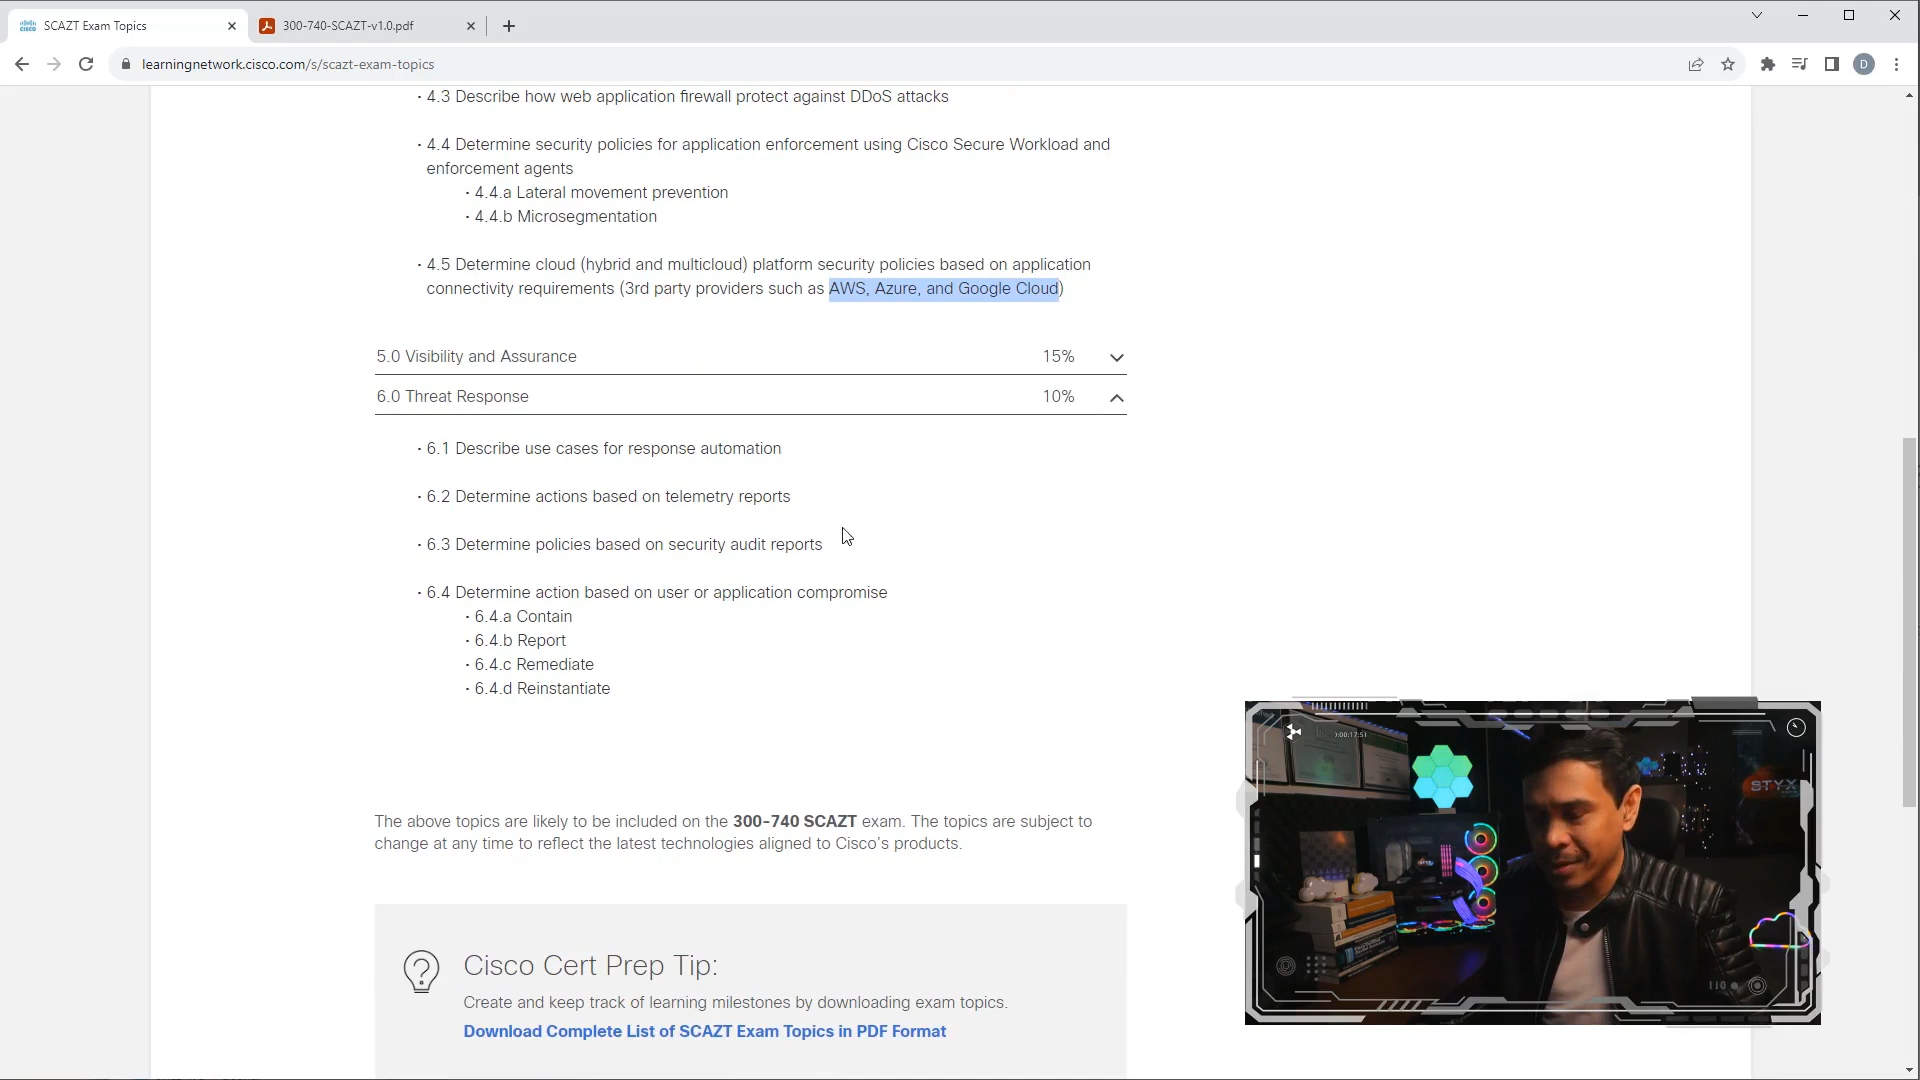 SCAZT Exam Topics
300-740-SCAZT-v1.0.pdf
learningnetwork.cisco.com/s/scazt-exam-topics
D
· 4.3 Describe how web application firewall protect against DDoS attacks
· 4.4 Determine security policies for application enforcement using Cisco Secure Workload and
enforcement agents
· 4.4.a Lateral movement prevention
· 4.4.b Microsegmentation
· 4.5 Determine cloud (hybrid and multicloud) platform security policies based on application
connectivity requirements (3rd party providers such as AWS, Azure, and Google Cloud)
5.0 Visibility and Assurance 15%
6.0 Threat Response 10%
· 6.1 Describe use cases for response automation
· 6.2 Determine actions based on telemetry reports
· 6.3 Determine policies based on security audit reports
· 6.4 Determine action based on user or application compromise
· 6.4.a Contain
· 6.4.b Report
· 6.4.c Remediate
· 6.4.d Reinstantiate
The above topics are likely to be included on the 300-740 SCAZT exam. The topics are subject to
change at any time to reflect the latest technologies aligned to Cisco's products.
Cisco Cert Prep Tip:
Create and keep track of learning milestones by downloading exam topics.
Download Complete List of SCAZT Exam Topics in PDF Format
STYX